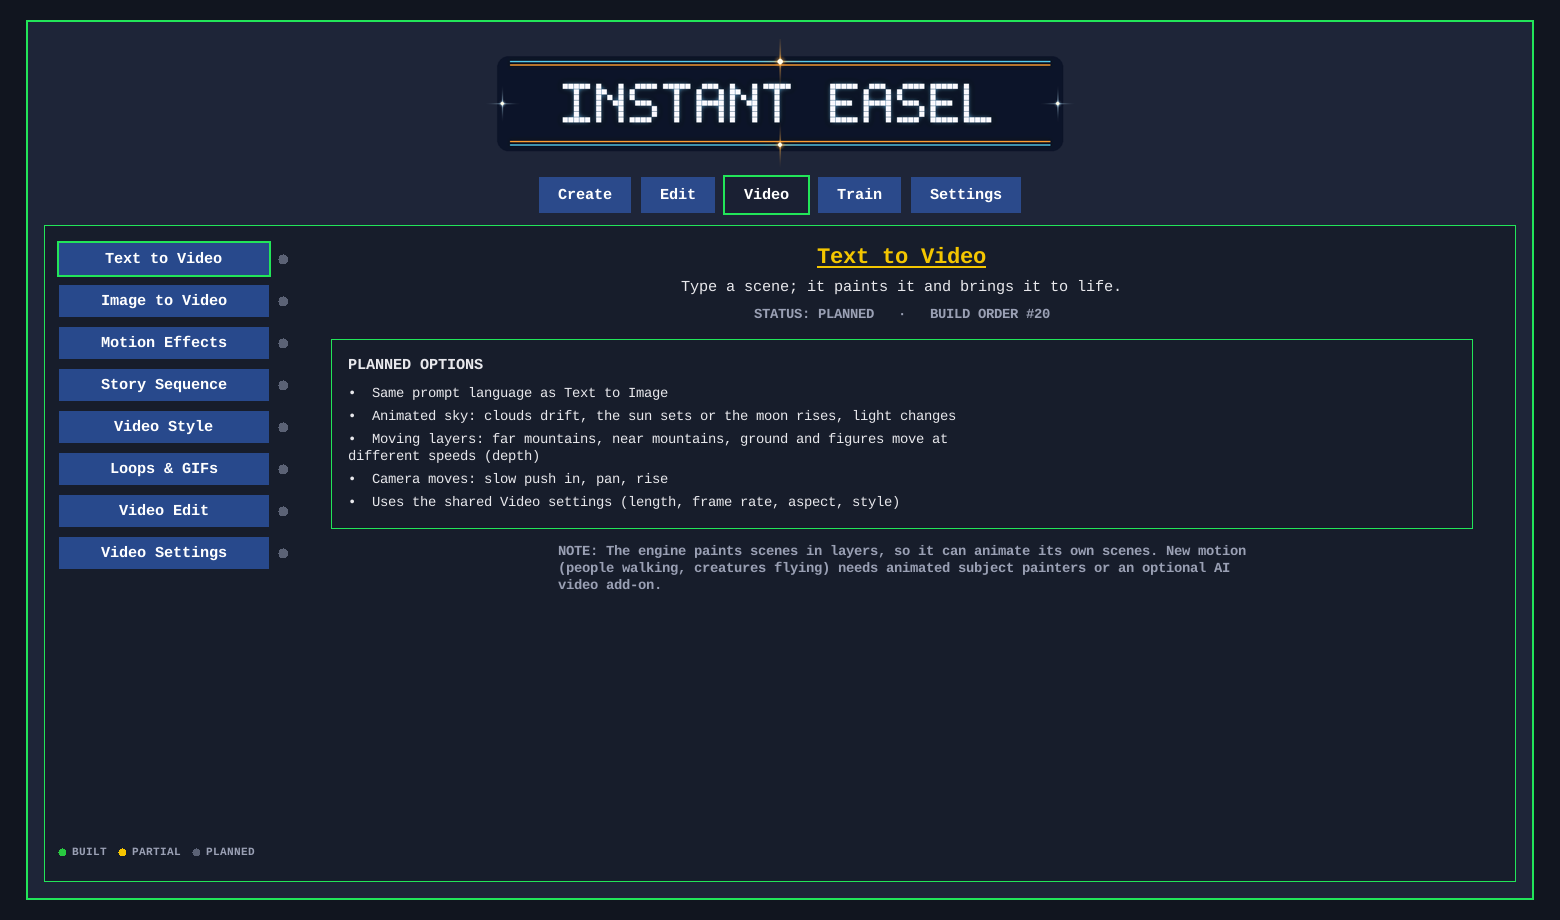 INSTANT EASEL
Create Edit Video Train Settings
Text to Video
Image to Video
Motion Effects
Story Sequence
Video Style
Loops & GIFs
Video Edit
Video Settings
BUILT PARTIAL PLANNED
Text to Video
Type a scene; it paints it and brings it to life.
STATUS: PLANNED · BUILD ORDER #20
PLANNED OPTIONS
• Same prompt language as Text to Image
• Animated sky: clouds drift, the sun sets or the moon rises, light changes
• Moving layers: far mountains, near mountains, ground and figures move at
different speeds (depth)
• Camera moves: slow push in, pan, rise
• Uses the shared Video settings (length, frame rate, aspect, style)
NOTE: The engine paints scenes in layers, so it can animate its own scenes. New motion
(people walking, creatures flying) needs animated subject painters or an optional AI
video add-on.